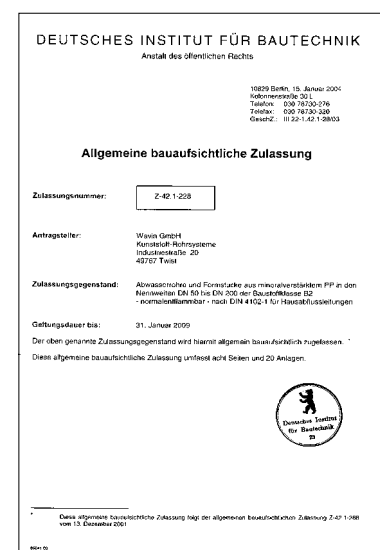 DEUTSCHES INSTITUT FÜR BAUTECHNIK
Anstalt des öffentlichen Rechts
10829 Berlin, 15. Januar 2004
Kolonnenstraße 30 L
Telefon: 030 78730-276
Telefax: 030 78730-320
GeschZ.: III 22-1.42.1-28/03
Allgemeine bauaufsichtliche Zulassung
Zulassungsnummer: Z-42.1-228
Antragsteller: Wavin GmbH
Kunststoff-Rohrsysteme
Industriestraße 20
49767 Twist
Zulassungsgegenstand: Abwasserrohre und Formstücke aus mineralverstärktem PP in den
Nennweiten DN 50 bis DN 200 der Baustoffklasse B2
- normalentflammbar - nach DIN 4102-1 für Hausabflussleitungen
Geltungsdauer bis: 31. Januar 2009
Der oben genannte Zulassungsgegenstand wird hiermit allgemein bauaufsichtlich zugelassen. *
Diese allgemeine bauaufsichtliche Zulassung umfasst acht Seiten und 20 Anlagen.
Deutsches Institut
für Bautechnik
23
* Diese allgemeine bauaufsichtliche Zulassung folgt der allgemeinen bauaufsichtlichen Zulassung Z-42.1-288
vom 13. Dezember 2001